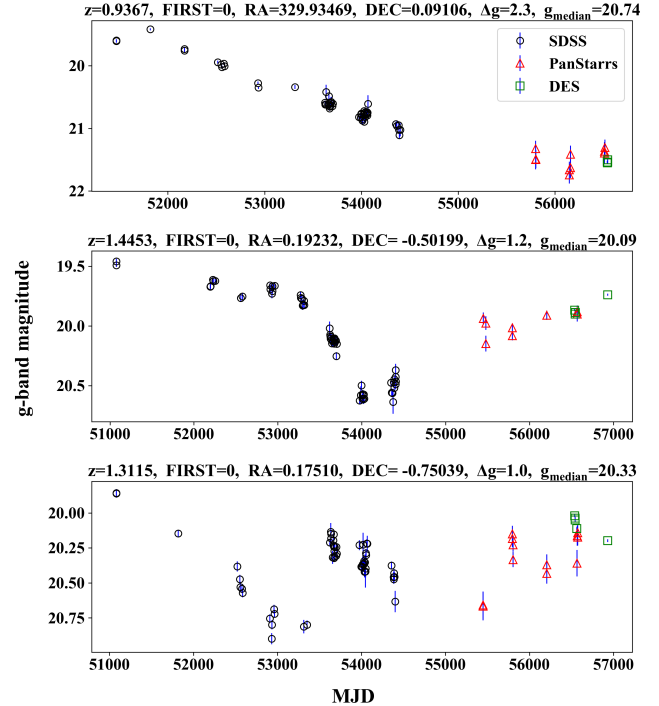 z=0.9367, FIRST=0, RA=329.93469, DEC=0.09106, Δg=2.3, g_median=20.74
20
21
22
SDSS
PanStarrs
DES
52000 53000 54000 55000 56000
z=1.4453, FIRST=0, RA=0.19232, DEC= -0.50199, Δg=1.2, g_median=20.09
19.5
20.0
20.5
g-band magnitude
51000 52000 53000 54000 55000 56000 57000
z=1.3115, FIRST=0, RA=0.17510, DEC= -0.75039, Δg=1.0, g_median=20.33
20.00
20.25
20.50
20.75
51000 52000 53000 54000 55000 56000 57000
MJD